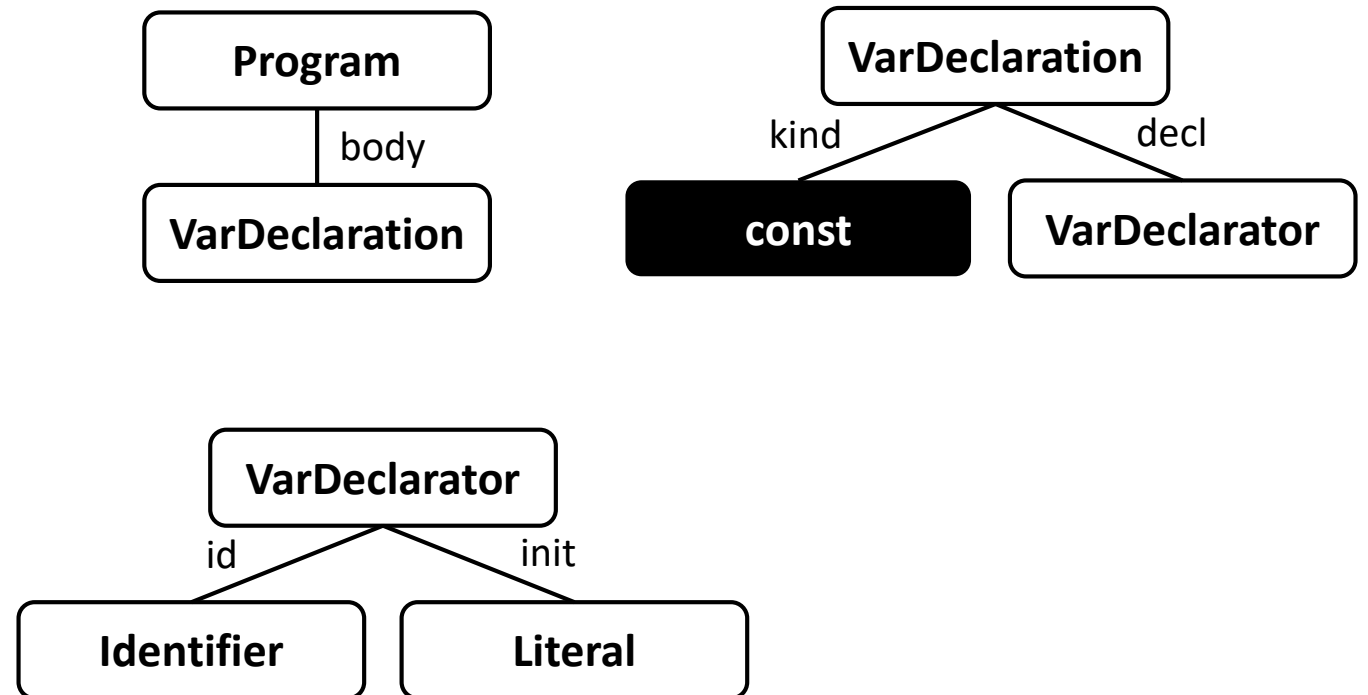 Program
body
VarDeclaration
VarDeclaration
kind
decl
const
VarDeclarator
VarDeclarator
id
init
Identifier
Literal